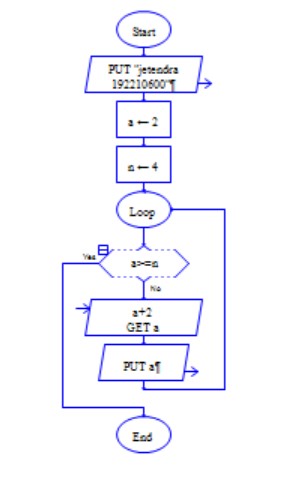 Start
PUT "jetendra
192210600"¶
a ← 2
n ← 4
Loop
Yes
a>=n
No
a+2
GET a
PUT a¶
End